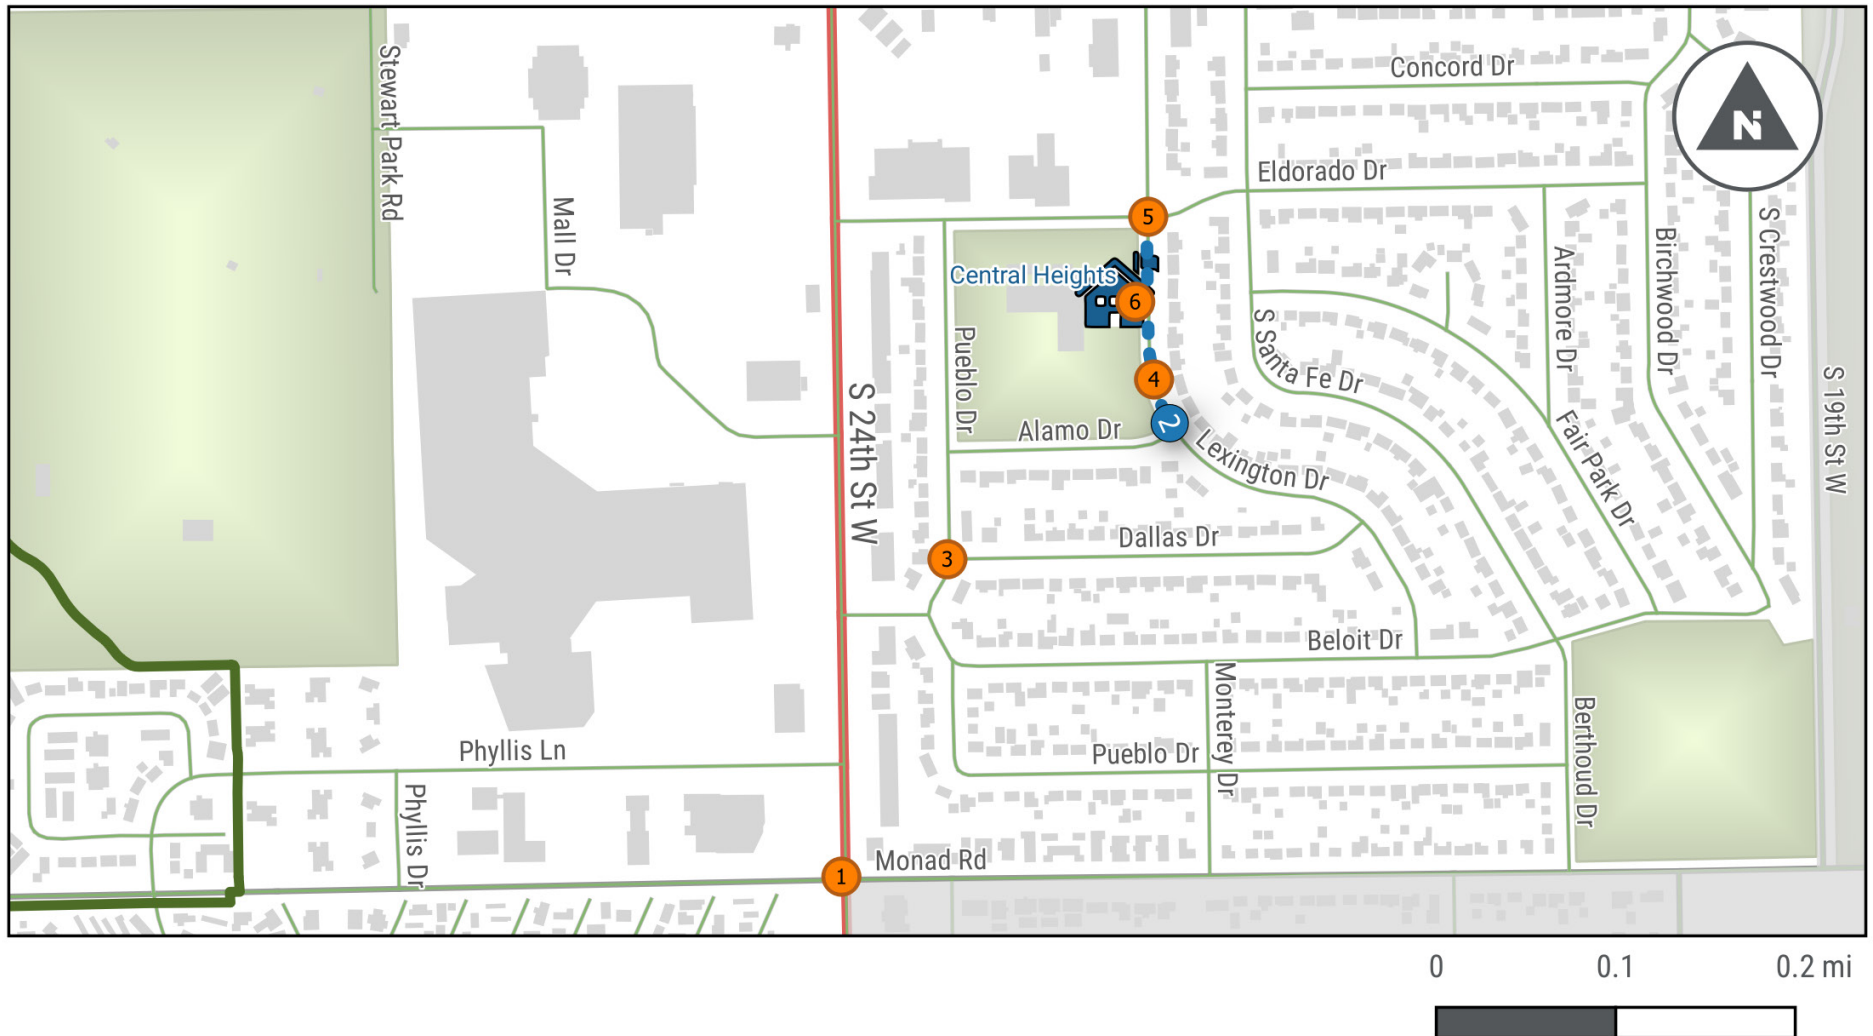 Concord Dr
Stewart Park Rd
N
Eldorado Dr
Mall Dr
5
S Crestwood Dr
Birchwood Dr
Ardmore Dr
Central Heights
6
S Santa Fe Dr
Pueblo Dr
4
S 19th St W
S 24th St W
Alamo Dr
2
Lexington Dr
Fair Park Dr
Dallas Dr
3
Beloit Dr
Monterey Dr
Berthoud Dr
Phyllis Ln
Pueblo Dr
Phyllis Dr
Monad Rd
1
0 0.1 0.2 mi